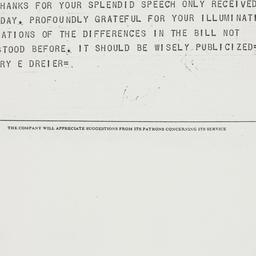 HANKS FOR YOUR SPLENDID SPEECH ONLY RECEIVED
DAY. PROFOUNDLY GRATEFUL FOR YOUR ILLUMINATI
ATIONS OF THE DIFFERENCES IN THE BILL NOT
STOOD BEFORE. IT SHOULD BE WISELY PUBLICIZED=
RY E DREIER=.
THE COMPANY WILL APPRECIATE SUGGESTIONS FROM ITS PATRONS CONCERNING ITS SERVICE